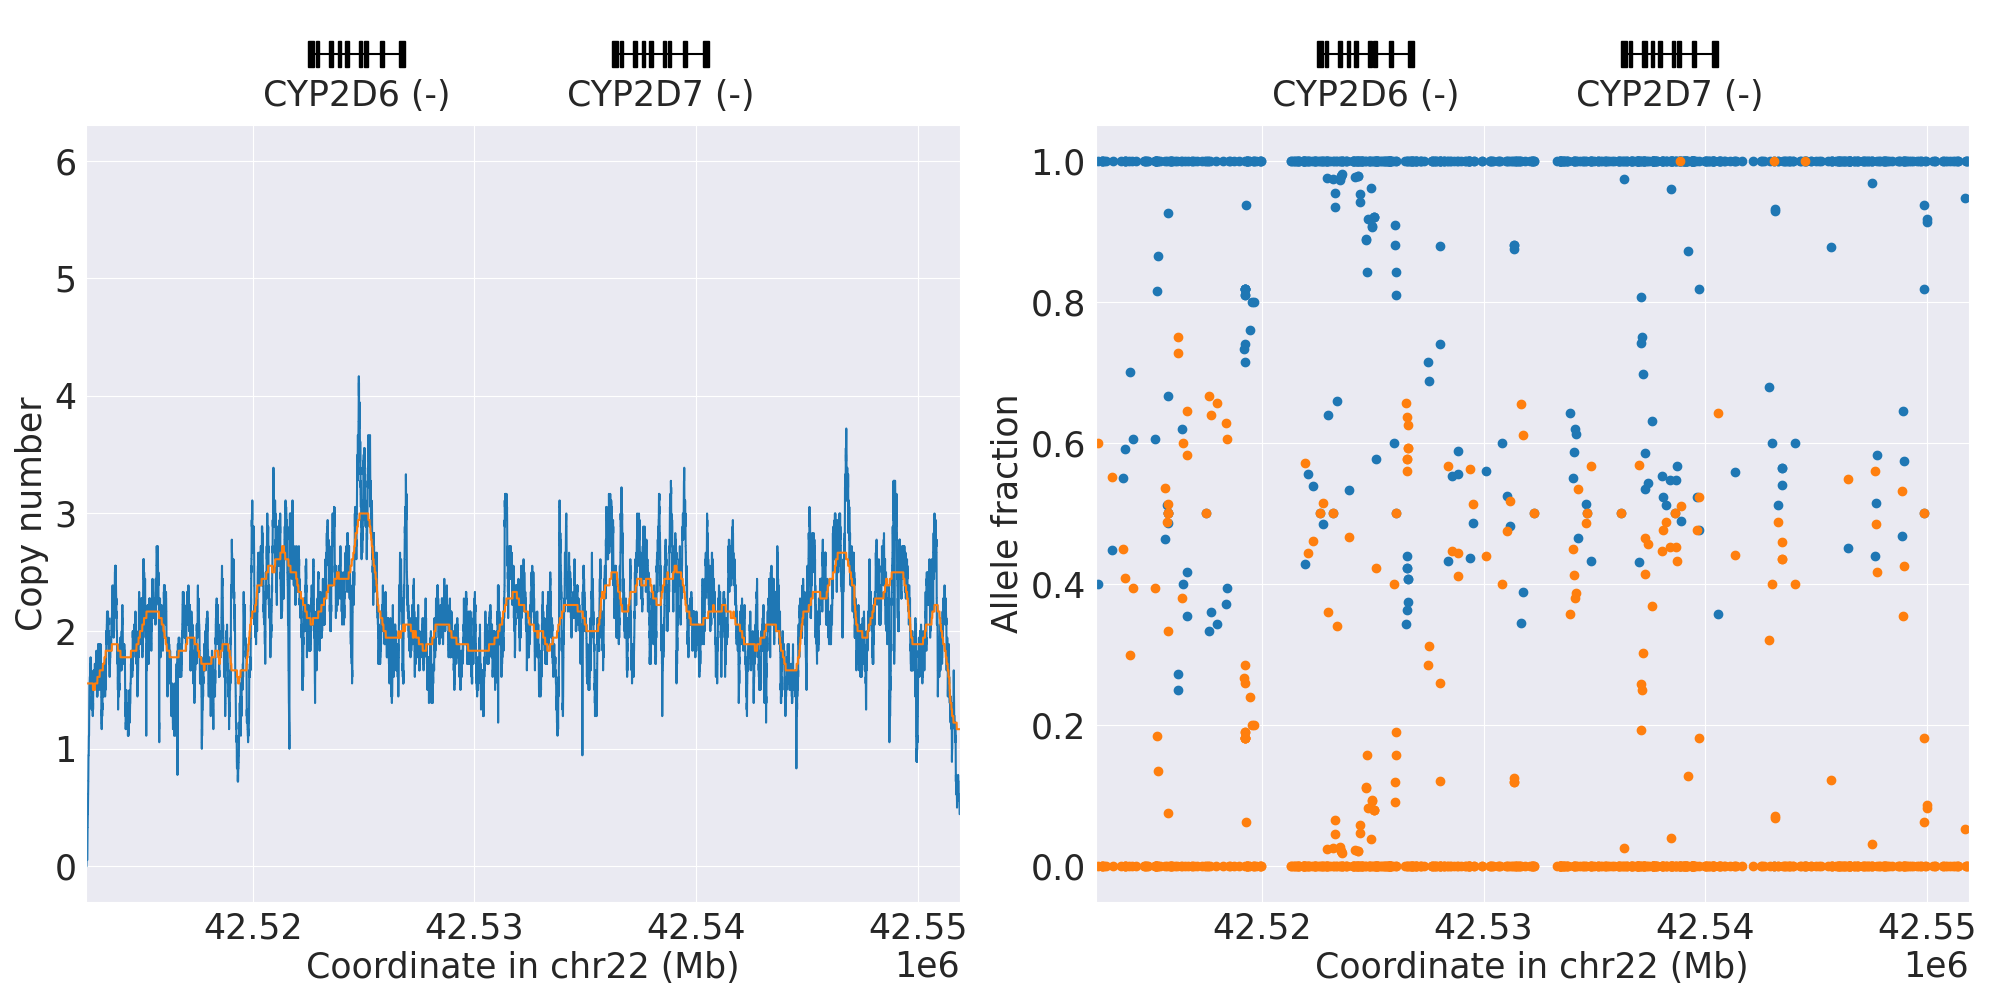 CYP2D6 (-) CYP2D7 (-)
6
5
4
3
2
1
0
Copy number
42.52 42.53 42.54 42.55
Coordinate in chr22 (Mb) 1e6
CYP2D6 (-) CYP2D7 (-)
1.0
0.8
0.6
0.4
0.2
0.0
Allele fraction
42.52 42.53 42.54 42.55
Coordinate in chr22 (Mb) 1e6